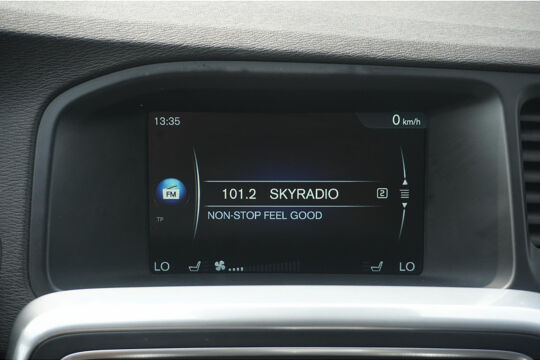 13:35 0 km/h
FM 101.2 SKYRADIO 2
TP NON-STOP FEEL GOOD
LO LO